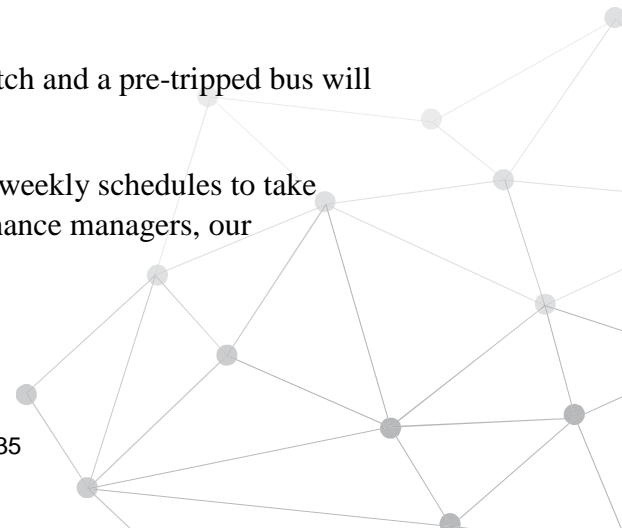 tch and a pre-tripped bus will
weekly schedules to take
nance managers, our
35